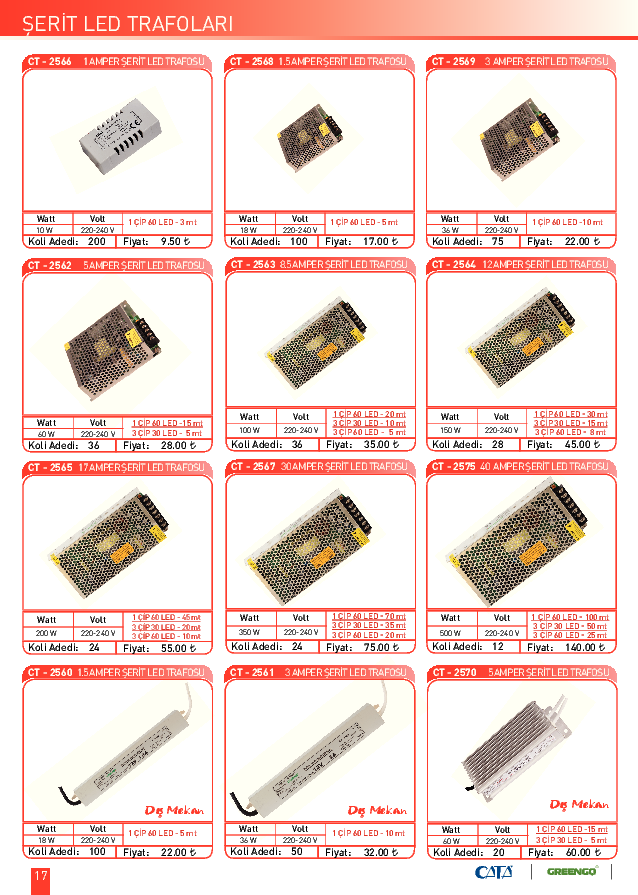 ŞERİT LED TRAFOLARI
CT - 2566 1 AMPER ŞERİT LED TRAFOSU
Watt Volt 1 ÇİP 60 LED - 3 mt
10 W 220-240 V
Koli Adedi: 200 Fiyat: 9.50 ₺
CT - 2568 1.5 AMPER ŞERİT LED TRAFOSU
Watt Volt 1 ÇİP 60 LED - 5 mt
18 W 220-240 V
Koli Adedi: 100 Fiyat: 17.00 ₺
CT - 2569 3 AMPER ŞERİT LED TRAFOSU
Watt Volt 1 ÇİP 60 LED -10 mt
36 W 220-240 V
Koli Adedi: 75 Fiyat: 22.00 ₺
CT - 2562 5 AMPER ŞERİT LED TRAFOSU
Watt Volt 1 ÇİP 60 LED -15 mt
60 W 220-240 V 3 ÇİP 30 LED - 5 mt
Koli Adedi: 36 Fiyat: 28.00 ₺
CT - 2563 8.5 AMPER ŞERİT LED TRAFOSU
Watt Volt 1 ÇİP 60 LED - 20 mt
3 ÇİP 30 LED - 10 mt
100 W 220-240 V 3 ÇİP 60 LED - 5 mt
Koli Adedi: 36 Fiyat: 35.00 ₺
CT - 2564 12 AMPER ŞERİT LED TRAFOSU
Watt Volt 1 ÇİP 60 LED - 30 mt
3 ÇİP 30 LED - 15 mt
150 W 220-240 V 3 ÇİP 60 LED - 8 mt
Koli Adedi: 28 Fiyat: 45.00 ₺
CT - 2565 17 AMPER ŞERİT LED TRAFOSU
Watt Volt 1 ÇİP 60 LED - 45 mt
3 ÇİP 30 LED - 20 mt
200 W 220-240 V 3 ÇİP 60 LED - 10 mt
Koli Adedi: 24 Fiyat: 55.00 ₺
CT - 2567 30 AMPER ŞERİT LED TRAFOSU
Watt Volt 1 ÇİP 60 LED - 70 mt
3 ÇİP 30 LED - 35 mt
350 W 220-240 V 3 ÇİP 60 LED - 20 mt
Koli Adedi: 24 Fiyat: 75.00 ₺
CT - 2575 40 AMPER ŞERİT LED TRAFOSU
Watt Volt 1 ÇİP 60 LED - 100 mt
3 ÇİP 30 LED - 50 mt
500 W 220-240 V 3 ÇİP 60 LED - 25 mt
Koli Adedi: 12 Fiyat: 140.00 ₺
CT - 2560 1.5 AMPER ŞERİT LED TRAFOSU
Dış Mekan
Watt Volt 1 ÇİP 60 LED - 5 mt
18 W 220-240 V
Koli Adedi: 100 Fiyat: 22.00 ₺
CT - 2561 3 AMPER ŞERİT LED TRAFOSU
Dış Mekan
Watt Volt 1 ÇİP 60 LED - 10 mt
36 W 220-240 V
Koli Adedi: 50 Fiyat: 32.00 ₺
CT - 2570 5 AMPER ŞERİT LED TRAFOSU
Dış Mekan
Watt Volt 1 ÇİP 60 LED -15 mt
60 W 220-240 V 3 ÇİP 30 LED - 5 mt
Koli Adedi: 20 Fiyat: 60.00 ₺
17 CATA GREENGO